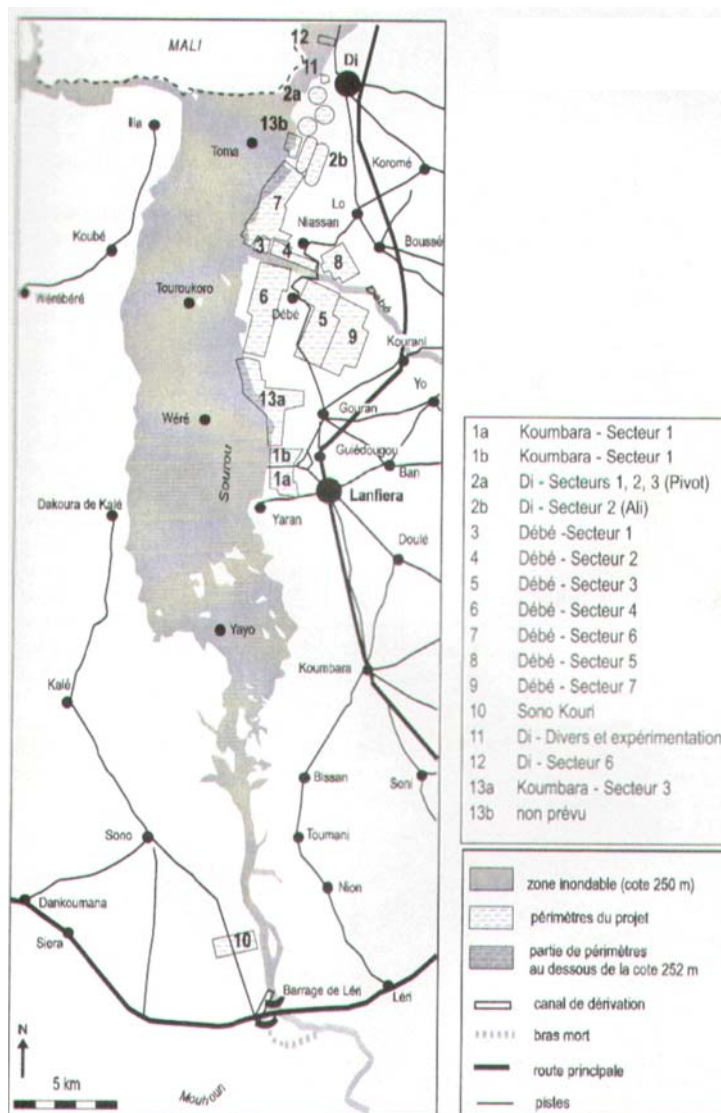 12
MALI
11
Di
2a
13b
Illa
Toma
2b
Koromé
7
Lo
Niassan
Koubé
3
4
8
Boussé
Wérébéré
Touroukoro
6
Débé
Débé
5
9
Kourani
13a
Yo
Gouran
Wéré
1b
Guiédougou
Sourou
1a
Ban
Lanfiera
Dakoura de Kalé
Yaran
Doulé
Yayo
Koumbara
Kalé
Bissan
Soni
Sono
Toumani
Nion
Dankoumana
Siera
10
Barrage de Léri
Léri
N
5 km
Mouhoun
1a Koumbara - Secteur 1
1b Koumbara - Secteur 1
2a Di - Secteurs 1, 2, 3 (Pivot)
2b Di - Secteur 2 (Ali)
3 Débé -Secteur 1
4 Débé - Secteur 2
5 Débé - Secteur 3
6 Débé - Secteur 4
7 Débé - Secteur 6
8 Débé - Secteur 5
9 Débé - Secteur 7
10 Sono Kouri
11 Di - Divers et expérimentation
12 Di - Secteur 6
13a Koumbara - Secteur 3
13b non prévu
zone inondable (cote 250 m)
périmètres du projet
partie de périmètres
au dessous de la cote 252 m
canal de dérivation
bras mort
route principale
pistes